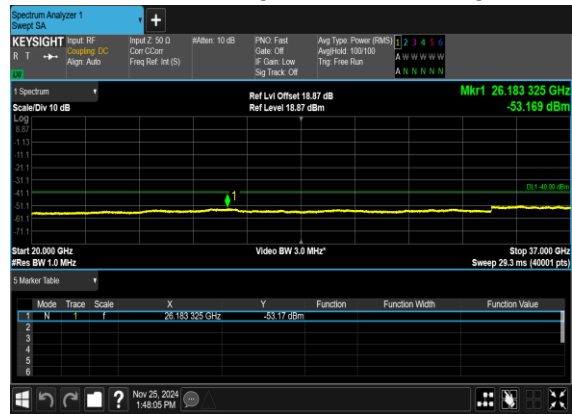 Spectrum Analyzer 1
Swept SA
+
KEYSIGHT Input: RF Input Z: 50 Ω #Atten: 10 dB PNO: Fast Avg Type: Power (RMS) 1 2 3 4 5 6
R T Coupling: DC Corr CCorr Gate: Off Avg|Hold: 100/100 A W W W W W
Align: Auto Freq Ref: Int (S) IF Gain: Low Trig: Free Run
LW Sig Track: Off A N N N N N
1 Spectrum Ref Lvl Offset 18.87 dB Mkr1 26.183 325 GHz
Scale/Div 10 dB Ref Level 18.87 dBm -53.169 dBm
Log
8.87
-1.13
-11.1
-21.1
-31.1
-41.1 DL1 -40.00 dBm
1
-51.1
-61.1
-71.1
Start 20.000 GHz Video BW 3.0 MHz* Stop 37.000 GHz
#Res BW 1.0 MHz Sweep 29.3 ms (40001 pts)
5 Marker Table
Mode Trace Scale X Y Function Function Width Function Value
1 N 1 f 26.183 325 GHz -53.17 dBm
2
3
4
5
6
? Nov 25, 2024
1:48:05 PM